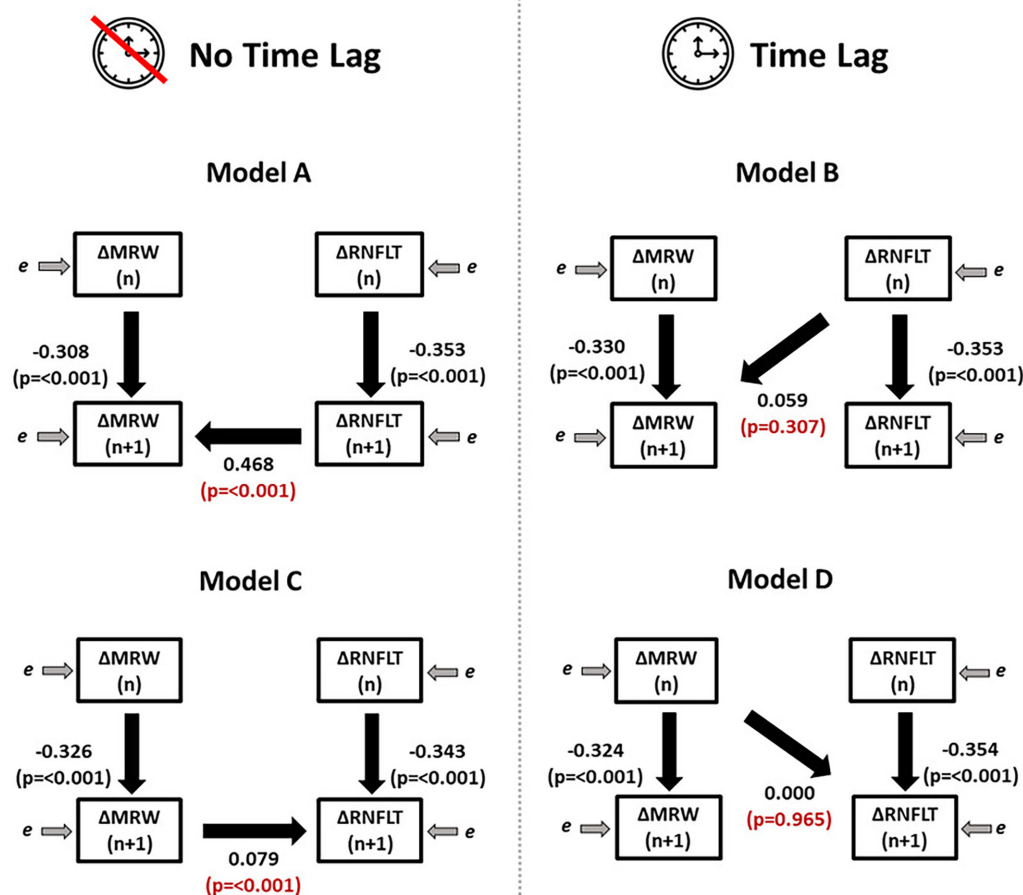 No Time Lag
Time Lag
Model A
e
ΔMRW
(n)
ΔRNFLT
(n)
e
-0.308
(p=<0.001)
-0.353
(p=<0.001)
e
ΔMRW
(n+1)
ΔRNFLT
(n+1)
e
0.468
(p=<0.001)
Model B
e
ΔMRW
(n)
ΔRNFLT
(n)
e
-0.330
(p=<0.001)
-0.353
(p=<0.001)
0.059
(p=0.307)
e
ΔMRW
(n+1)
ΔRNFLT
(n+1)
e
Model C
e
ΔMRW
(n)
ΔRNFLT
(n)
e
-0.326
(p=<0.001)
-0.343
(p=<0.001)
e
ΔMRW
(n+1)
ΔRNFLT
(n+1)
e
0.079
(p=<0.001)
Model D
e
ΔMRW
(n)
ΔRNFLT
(n)
e
-0.324
(p=<0.001)
-0.354
(p=<0.001)
0.000
(p=0.965)
e
ΔMRW
(n+1)
ΔRNFLT
(n+1)
e